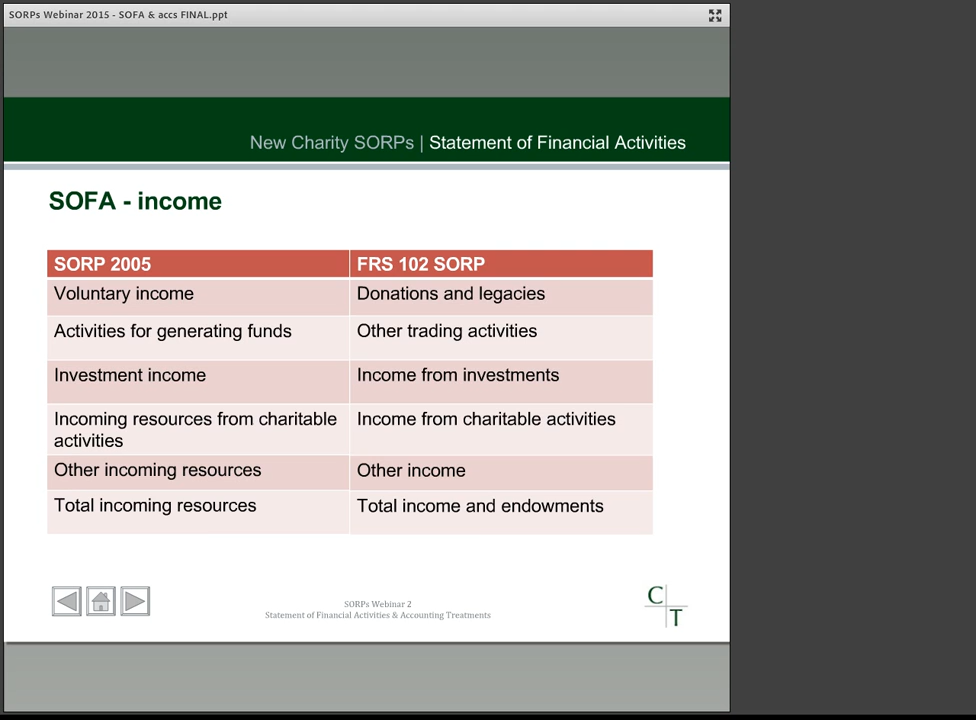 SORPs Webinar 2015 - SOFA & accs FINAL.ppt
New Charity SORPs | Statement of Financial Activities
SOFA - income
SORP 2005 FRS 102 SORP
Voluntary income Donations and legacies
Activities for generating funds Other trading activities
Investment income Income from investments
Incoming resources from charitable Income from charitable activities
activities
Other incoming resources Other income
Total incoming resources Total income and endowments
SORPs Webinar 2
Statement of Financial Activities & Accounting Treatments
C
T